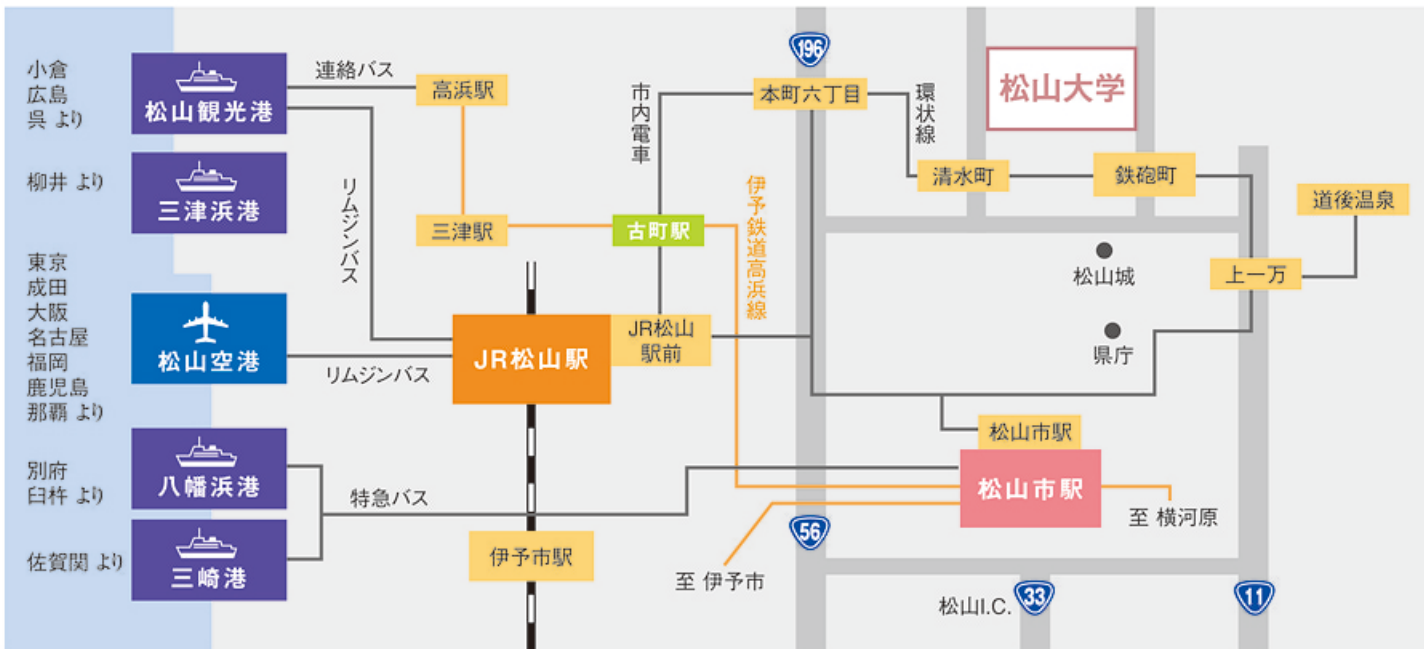 小倉
広島
呉 より
松山観光港
連絡バス
高浜駅
柳井 より
三津浜港
リムジンバス
三津駅
東京
成田
大阪
名古屋
福岡
鹿児島
那覇 より
松山空港
リムジンバス
JR松山駅
JR松山
駅前
古町駅
市内電車
伊予鉄道高浜線
196
本町六丁目
環状線
松山大学
清水町
鉄砲町
道後温泉
上一万
松山城
県庁
別府
臼杵 より
八幡浜港
特急バス
佐賀関 より
三崎港
伊予市駅
至 伊予市
56
松山市駅
松山市駅
至 横河原
松山I.C.
33
11